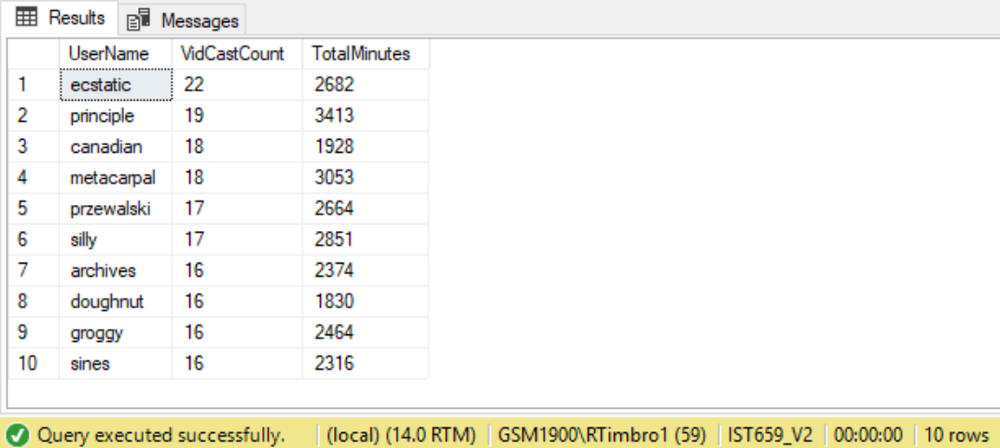 Results Messages
UserName VidCastCount TotalMinutes
1 ecstatic 22 2682
2 principle 19 3413
3 canadian 18 1928
4 metacarpal 18 3053
5 przewalski 17 2664
6 silly 17 2851
7 archives 16 2374
8 doughnut 16 1830
9 groggy 16 2464
10 sines 16 2316
Query executed successfully. (local) (14.0 RTM) GSM1900\RTimbro1 (59) IST659_V2 00:00:00 10 rows